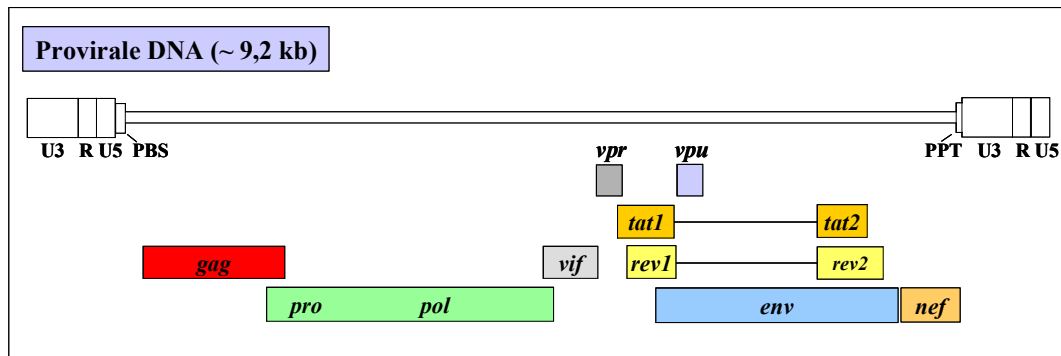 Provirale DNA (~ 9,2 kb)
U3 R U5 PBS PPT U3 R U5
vpr vpu
tat1 tat2
gag vif rev1 rev2
pro pol env nef